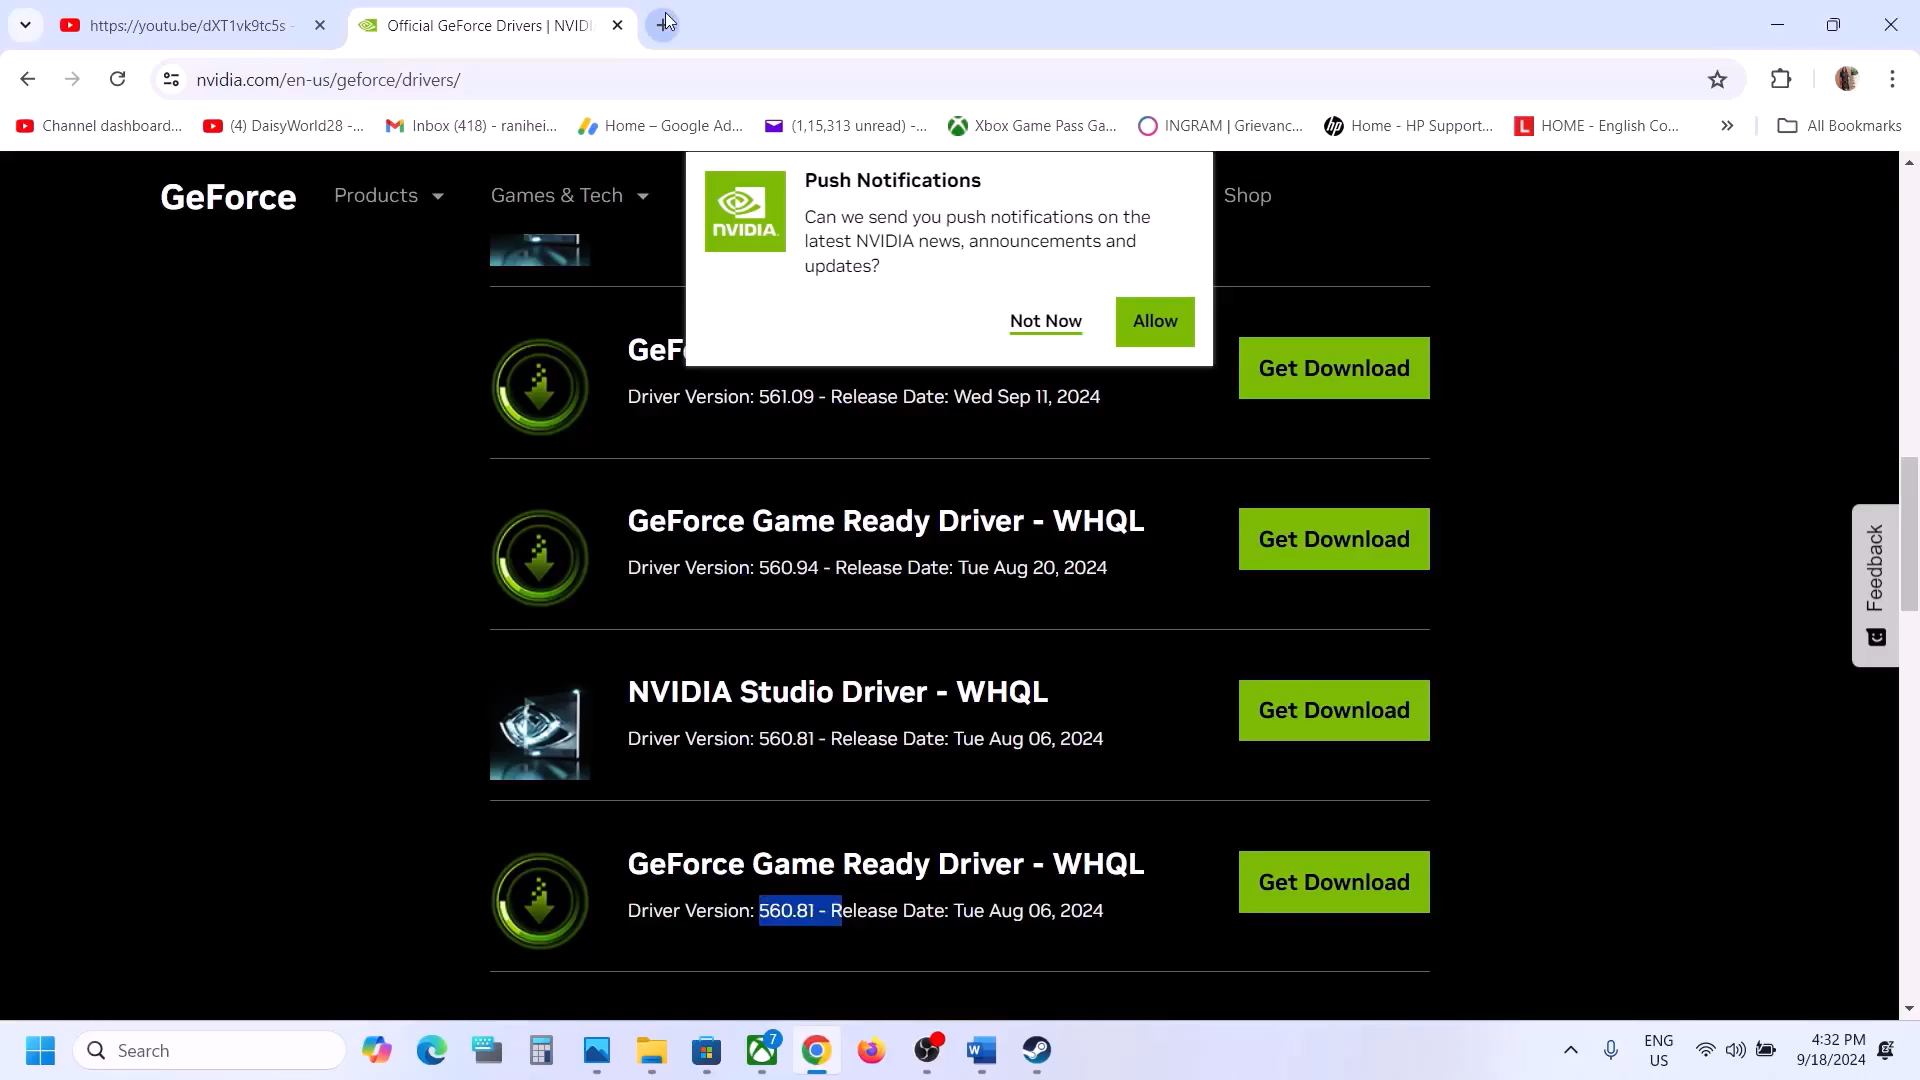 https://youtu.be/dXT1vk9tc5s -
Official GeForce Drivers | NVIDI
nvidia.com/en-us/geforce/drivers/
Channel dashboard...
(4) DaisyWorld28 -...
Inbox (418) - ranihei...
Home – Google Ad...
(1,15,313 unread) -...
Xbox Game Pass Ga...
INGRAM | Grievanc...
Home - HP Support...
HOME - English Co...
All Bookmarks
GeForce
Products
Games & Tech
Shop
NVIDIA
Push Notifications
Can we send you push notifications on the
latest NVIDIA news, announcements and
updates?
Not Now
Allow
GeF
Driver Version: 561.09 - Release Date: Wed Sep 11, 2024
Get Download
GeForce Game Ready Driver - WHQL
Driver Version: 560.94 - Release Date: Tue Aug 20, 2024
Get Download
NVIDIA Studio Driver - WHQL
Driver Version: 560.81 - Release Date: Tue Aug 06, 2024
Get Download
GeForce Game Ready Driver - WHQL
Driver Version: 560.81 - Release Date: Tue Aug 06, 2024
Get Download
Feedback
Search
7
ENG
US
4:32 PM
9/18/2024